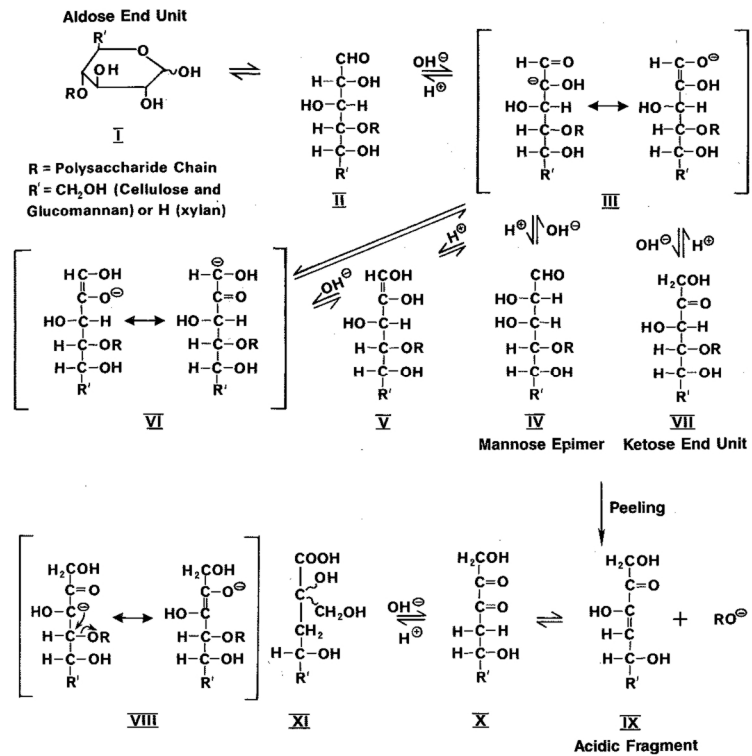 Aldose End Unit
R'
O
OH
OH
RO
OH
I
R = Polysaccharide Chain
R' = CH₂OH (Cellulose and
Glucomannan) or H (xylan)
CHO
H–C–OH
HO–C–H
H–C–OR
H–C–OH
R'
II
OH⊖
H⊕
H–C=O
⊖C–OH
HO–C–H
H–C–OR
H–C–OH
R'
H–C–O⊖
C–OH
HO–C–H
H–C–OR
H–C–OH
R'
III
H⊕
OH⊖
H⊕
OH⊖
OH⊖
H⊕
H–C–OH
C–O⊖
HO–C–H
H–C–OR
H–C–OH
R'
⊖
H–C–OH
C=O
HO–C–H
H–C–OR
H–C–OH
R'
VI
HCOH
C–OH
HO–C–H
H–C–OR
H–C–OH
R'
V
CHO
HO–C–H
HO–C–H
H–C–OR
H–C–OH
R'
IV
Mannose Epimer
H₂COH
C=O
HO–C–H
H–C–OR
H–C–OH
R'
VII
Ketose End Unit
Peeling
H₂COH
C=O
HO–C⊖
H–C–OR
H–C–OH
R'
H₂COH
C–O⊖
HO–C
H–C–OR
H–C–OH
R'
VIII
COOH
OH
C
CH₂OH
CH₂
H–C–OH
R'
XI
OH⊖
H⊕
H₂COH
C=O
C=O
H–C–H
H–C–OH
R'
X
H₂COH
C=O
HO–C
H–C
H–C–OH
R'
IX
Acidic Fragment
+ RO⊖